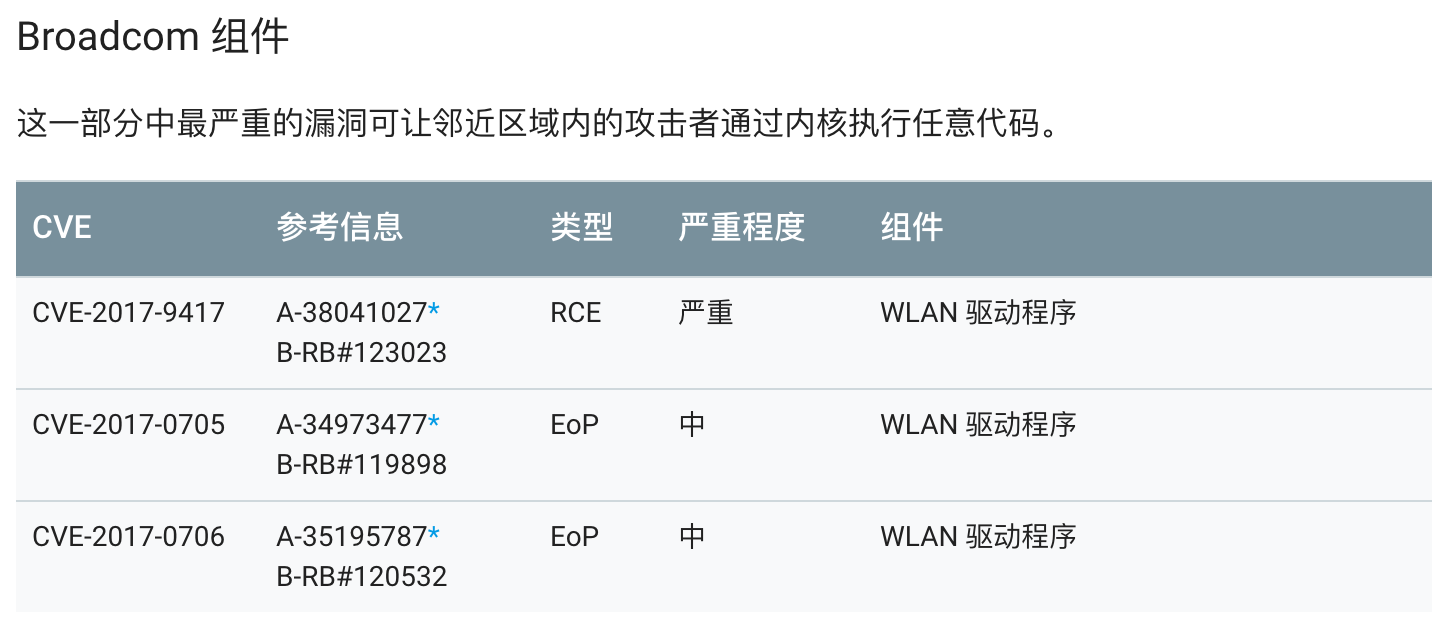 Broadcom 组件
这一部分中最严重的漏洞可让邻近区域内的攻击者通过内核执行任意代码。
CVE 参考信息 类型 严重程度 组件
CVE-2017-9417 A-38041027* RCE 严重 WLAN 驱动程序
B-RB#123023
CVE-2017-0705 A-34973477* EoP 中 WLAN 驱动程序
B-RB#119898
CVE-2017-0706 A-35195787* EoP 中 WLAN 驱动程序
B-RB#120532